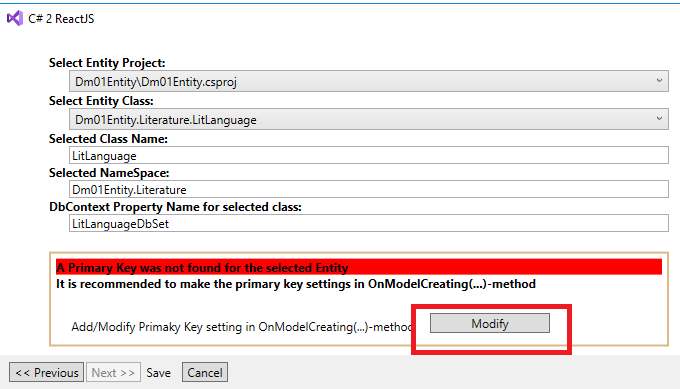 C# 2 ReactJS
Select Entity Project:
Dm01Entity\Dm01Entity.csproj
Select Entity Class:
Dm01Entity.Literature.LitLanguage
Selected Class Name:
LitLanguage
Selected NameSpace:
Dm01Entity.Literature
DbContext Property Name for selected class:
LitLanguageDbSet
A Primary Key was not found for the selected Entity
It is recommended to make the primary key settings in OnModelCreating(...)-method
Add/Modify Primaky Key setting in OnModelCreating(...)-method Modify
<< Previous Next >> Save Cancel